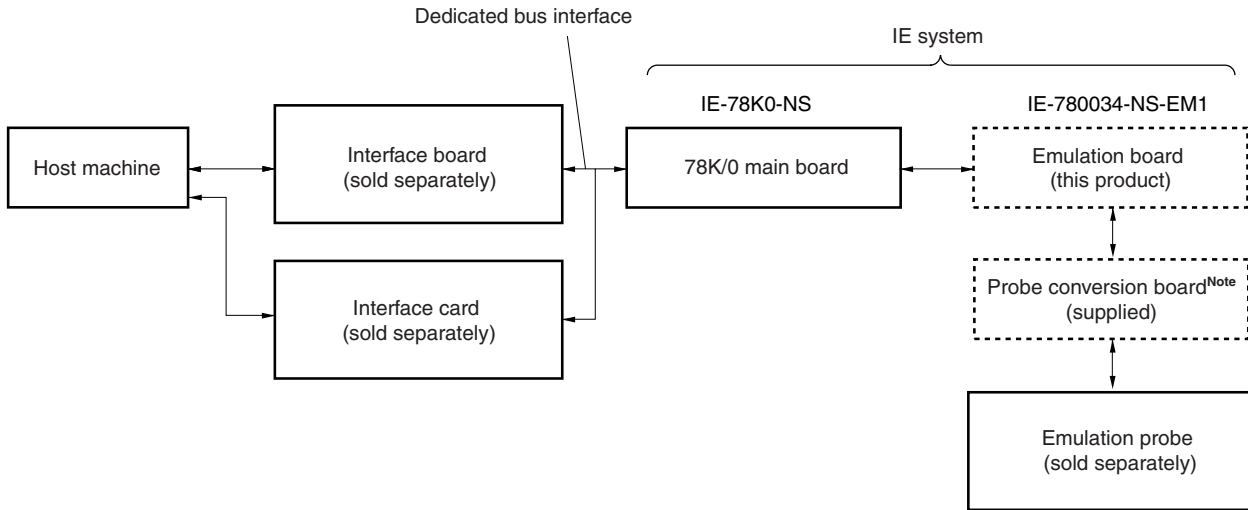 Dedicated bus interface
IE system
IE-78K0-NS
IE-780034-NS-EM1
Host machine
Interface board
(sold separately)
78K/0 main board
Emulation board
(this product)
Interface card
(sold separately)
Probe conversion boardNote
(supplied)
Emulation probe
(sold separately)